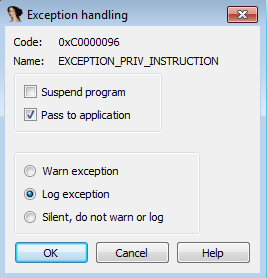 Exception handling
Code: 0xC0000096
Name: EXCEPTION_PRIV_INSTRUCTION
Suspend program
Pass to application
Warn exception
Log exception
Silent, do not warn or log
OK Cancel Help